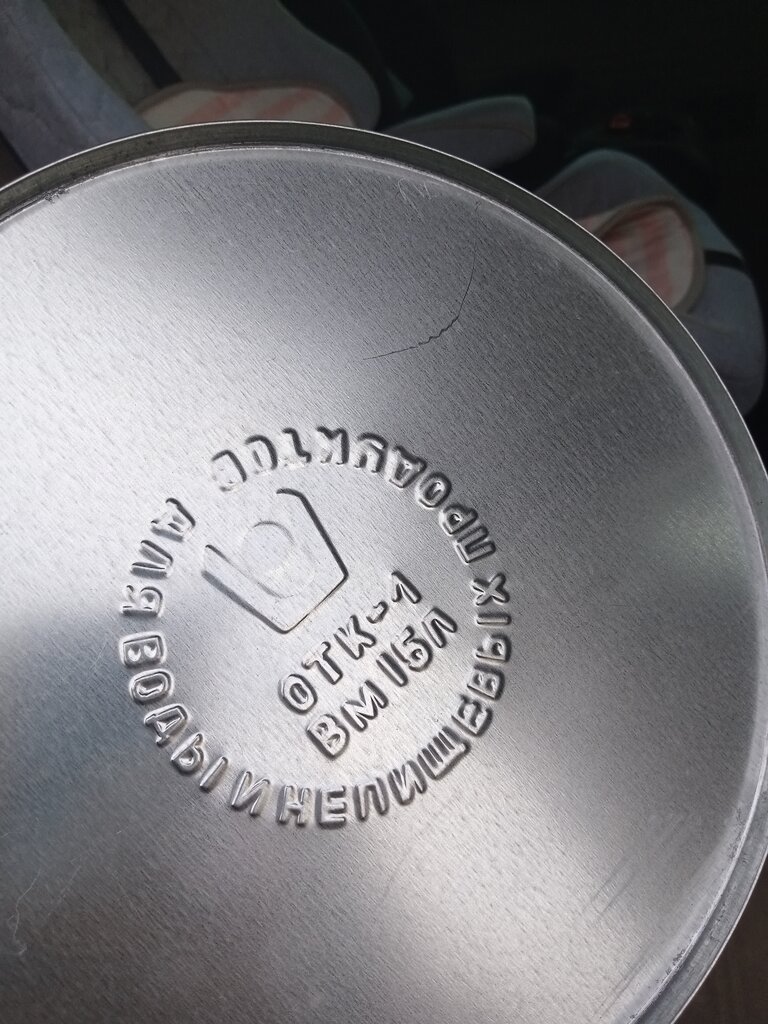 ДЛЯ ВОДЫ И НЕПИЩЕВЫХ ПРОДУКТОВ
ОТК-1
ВМ 15Л